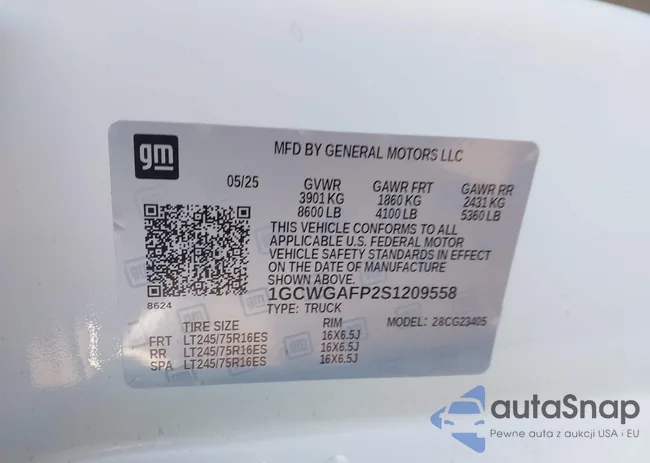 gm
MFD BY GENERAL MOTORS LLC
05/25 GVWR GAWR FRT GAWR RR
3901 KG 1860 KG 2431 KG
8600 LB 4100 LB 5360 LB
THIS VEHICLE CONFORMS TO ALL
APPLICABLE U.S. FEDERAL MOTOR
VEHICLE SAFETY STANDARDS IN EFFECT
ON THE DATE OF MANUFACTURE
SHOWN ABOVE.
1GCWGAFP2S1209558
8624
TYPE: TRUCK MODEL: 28CG23405
TIRE SIZE RIM
FRT LT245/75R16ES 16X6.5J
RR LT245/75R16ES 16X6.5J
SPA LT245/75R16ES 16X6.5J
autaSnap
Pewne auta z aukcji USA i EU